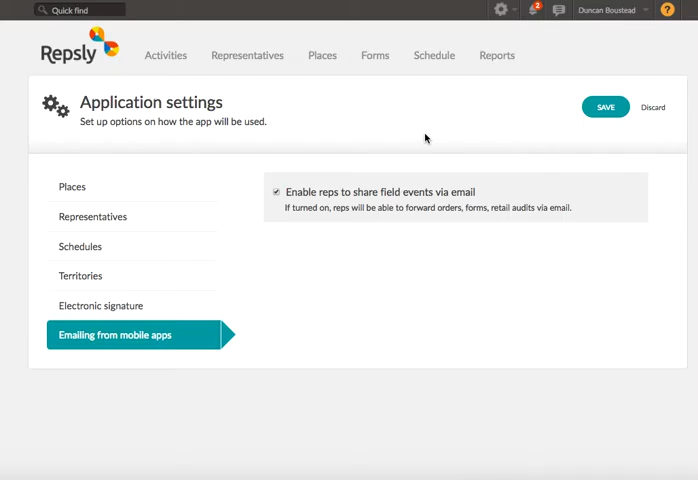 Quick find
2
Duncan Boustead
?
Repsly
Activities
Representatives
Places
Forms
Schedule
Reports
Application settings
Set up options on how the app will be used.
SAVE
Discard
Places
Representatives
Schedules
Territories
Electronic signature
Emailing from mobile apps
Enable reps to share field events via email
If turned on, reps will be able to forward orders, forms, retail audits via email.